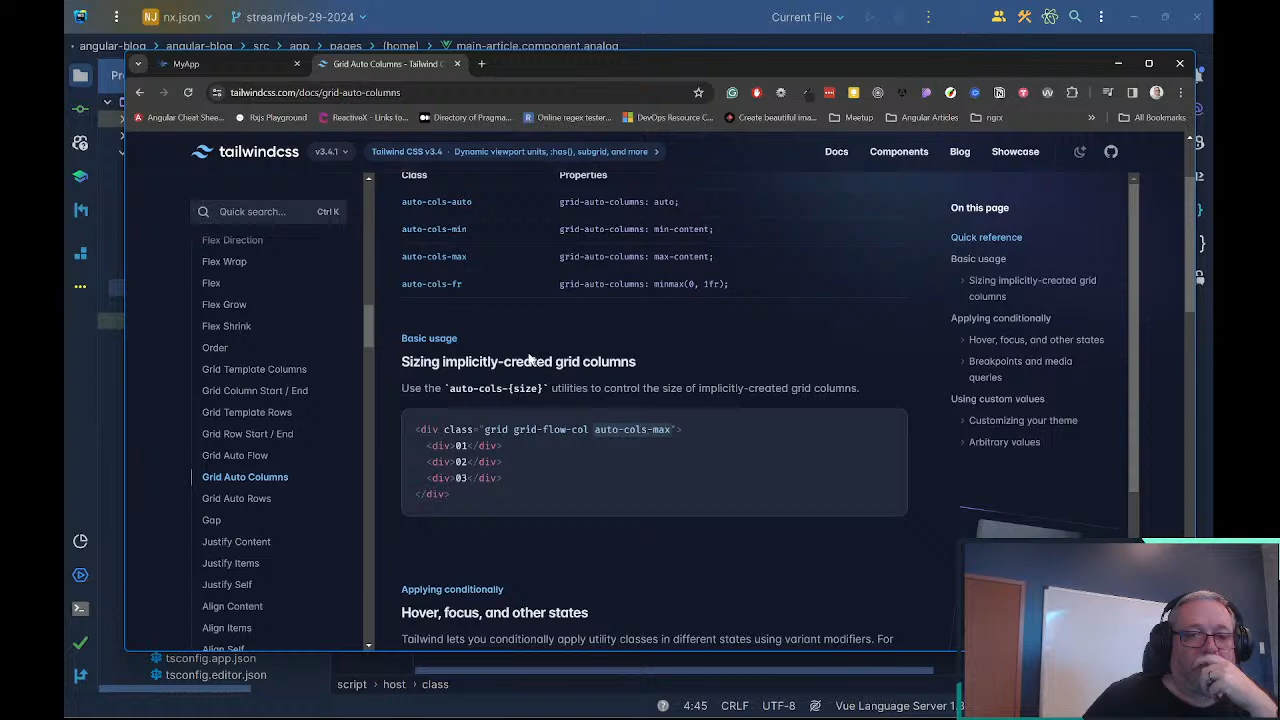 nx.json
stream/feb-29-2024
Current File
angular-blog
angular-blog
src
app
pages
(home)
main-article.component.analog
MyApp
Grid Auto Columns - Tailwind C
tailwindcss.com/docs/grid-auto-columns
Angular Cheat Shee...
Rxjs Playground
ReactiveX - Links to...
Directory of Pragma...
Online regex tester...
DevOps Resource C...
Create beautiful ima...
Meetup
Angular Articles
ngrx
All Bookmarks
tailwindcss
v3.4.1
Tailwind CSS v3.4 · Dynamic viewport units, :has(), subgrid, and more
Docs
Components
Blog
Showcase
Quick search...
Ctrl K
Flex Direction
Flex Wrap
Flex
Flex Grow
Flex Shrink
Order
Grid Template Columns
Grid Column Start / End
Grid Template Rows
Grid Row Start / End
Grid Auto Flow
Grid Auto Columns
Grid Auto Rows
Gap
Justify Content
Justify Items
Justify Self
Align Content
Align Items
Align Self
Class Properties
auto-cols-auto grid-auto-columns: auto;
auto-cols-min grid-auto-columns: min-content;
auto-cols-max grid-auto-columns: max-content;
auto-cols-fr grid-auto-columns: minmax(0, 1fr);
Basic usage
Sizing implicitly-created grid columns
Use the `auto-cols-{size}` utilities to control the size of implicitly-created grid columns.
<div class="grid grid-flow-col auto-cols-max">
<div>01</div>
<div>02</div>
<div>03</div>
</div>
Applying conditionally
Hover, focus, and other states
Tailwind lets you conditionally apply utility classes in different states using variant modifiers. For
On this page
Quick reference
Basic usage
Sizing implicitly-created grid
columns
Applying conditionally
Hover, focus, and other states
Breakpoints and media
queries
Using custom values
Customizing your theme
Arbitrary values
tsconfig.app.json
tsconfig.editor.json
script
host
class
4:45
CRLF
UTF-8
Vue Language Server 1.8